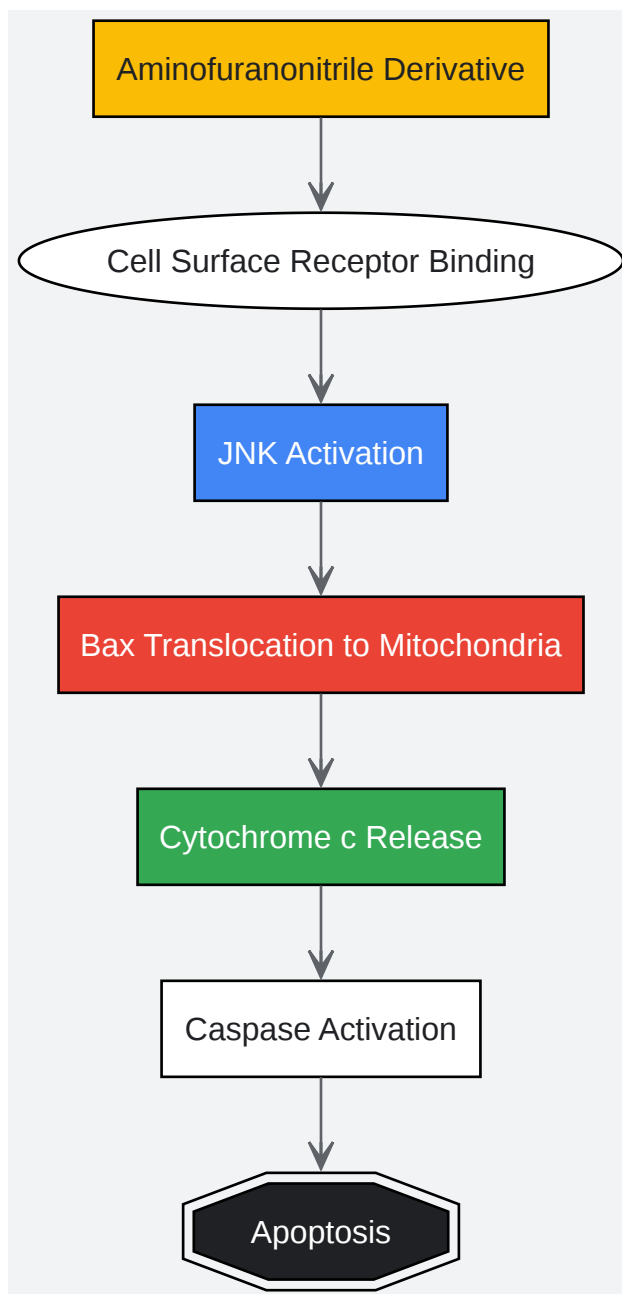 Aminofuranonitrile Derivative
Cell Surface Receptor Binding
JNK Activation
Bax Translocation to Mitochondria
Cytochrome c Release
Caspase Activation
Apoptosis